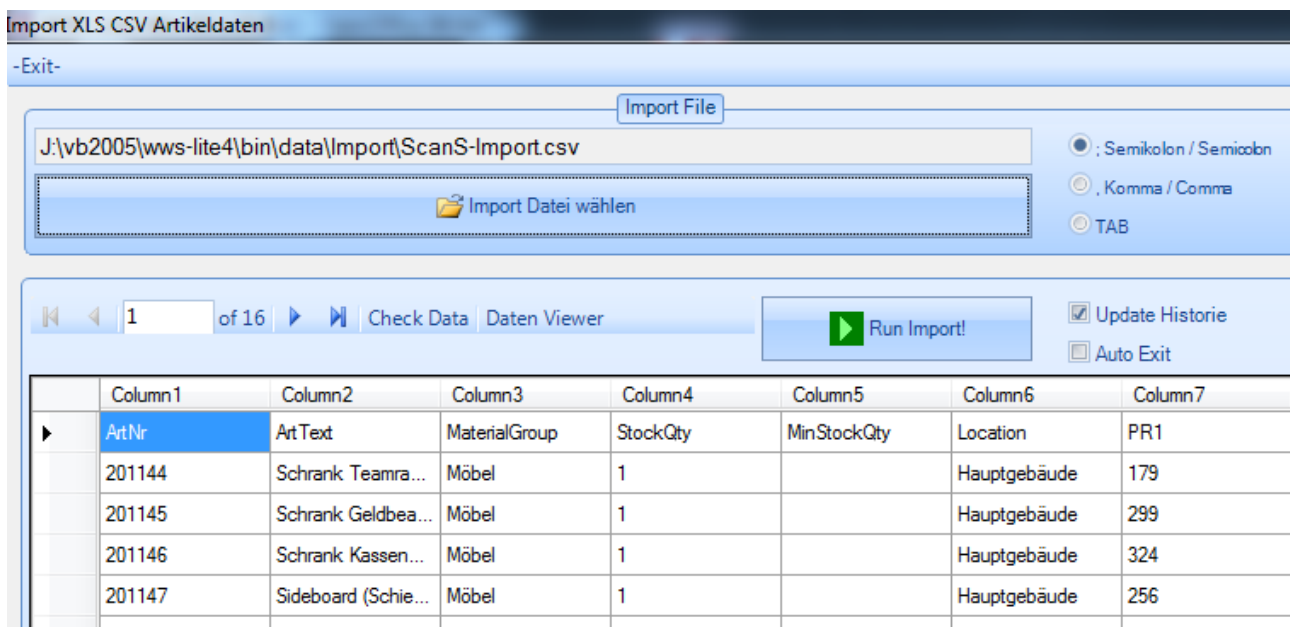 Import XLS CSV Artikeldaten
-Exit-
Import File
J:\vb2005\wws-lite4\bin\data\Import\ScanS-Import.csv
; Semikolon / Semicolon
Import Datei wählen
, Komma / Comma
TAB
1 of 16 Check Data Daten Viewer
Run Import!
Update Historie
Auto Exit
Column1 Column2 Column3 Column4 Column5 Column6 Column7
ArtNr ArtText MaterialGroup StockQty MinStockQty Location PR1
201144 Schrank Teamra... Möbel 1 Hauptgebäude 179
201145 Schrank Geldbea... Möbel 1 Hauptgebäude 299
201146 Schrank Kassen... Möbel 1 Hauptgebäude 324
201147 Sideboard (Schie... Möbel 1 Hauptgebäude 256